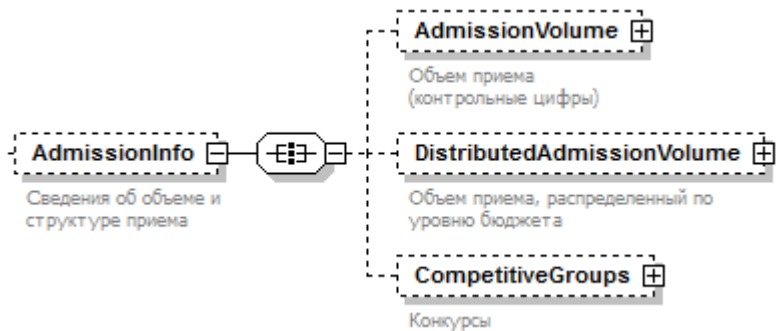 AdmissionVolume
Объем приема
(контрольные цифры)
AdmissionInfo
Сведения об объеме и
структуре приема
DistributedAdmissionVolume
Объем приема, распределенный по
уровню бюджета
CompetitiveGroups
Конкурсы